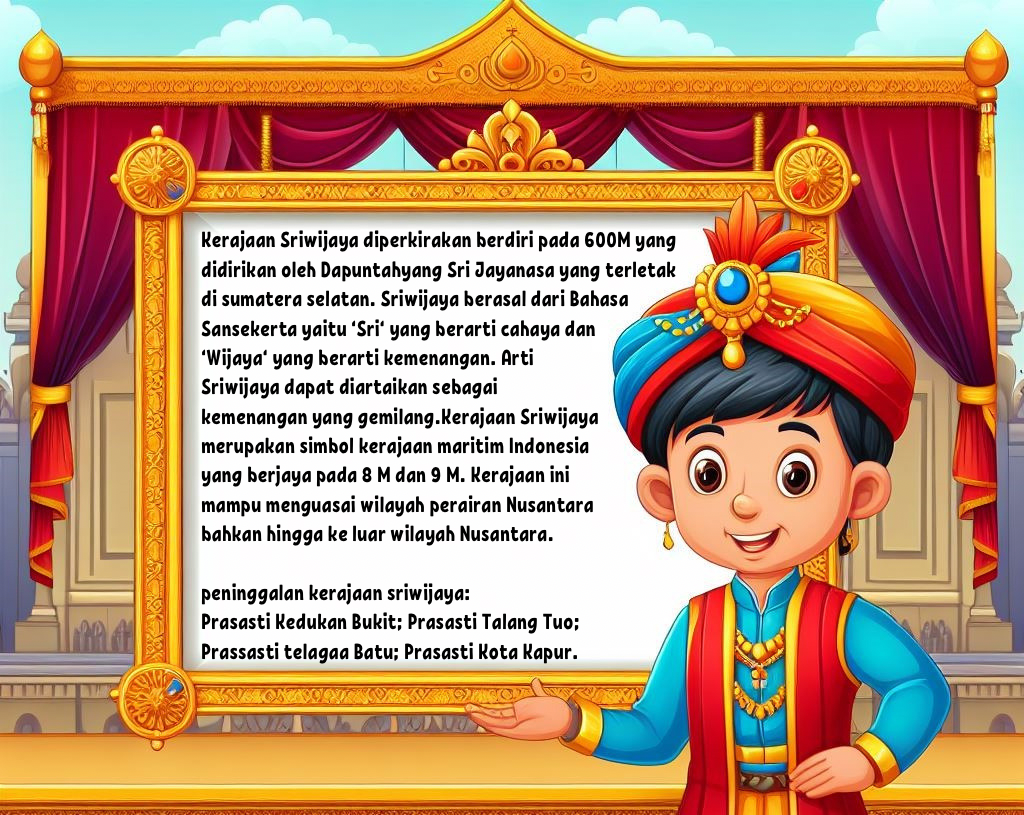 Kerajaan Sriwijaya diperkirakan berdiri pada 600M yang
didirikan oleh Dapuntahyang Sri Jayanasa yang terletak
di sumatera selatan. Sriwijaya berasal dari Bahasa
Sansekerta yaitu ‘Sri‘ yang berarti cahaya dan
‘Wijaya‘ yang berarti kemenangan. Arti
Sriwijaya dapat diartaikan sebagai
kemenangan yang gemilang.Kerajaan Sriwijaya
merupakan simbol kerajaan maritim Indonesia
yang berjaya pada 8 M dan 9 M. Kerajaan ini
mampu menguasai wilayah perairan Nusantara
bahkan hingga ke luar wilayah Nusantara.
peninggalan kerajaan sriwijaya:
Prasasti Kedukan Bukit; Prasasti Talang Tuo;
Prassasti telagaa Batu; Prasasti Kota Kapur.